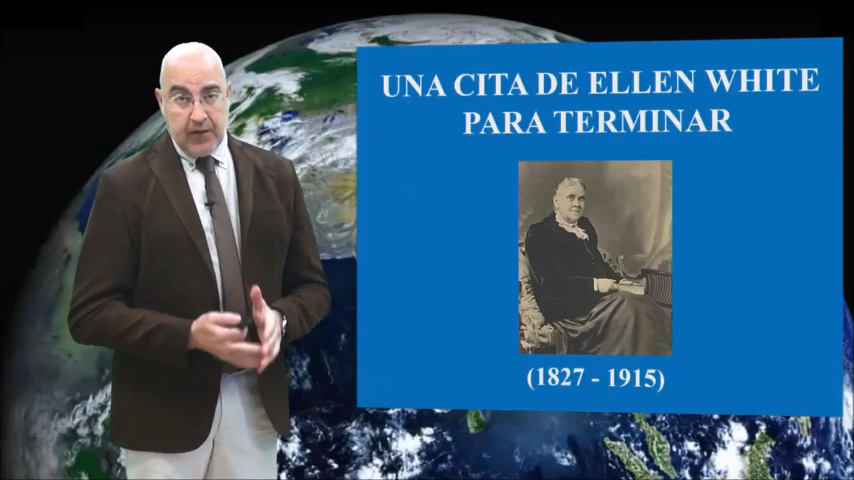 UNA CITA DE ELLEN WHITE
PARA TERMINAR
(1827 - 1915)